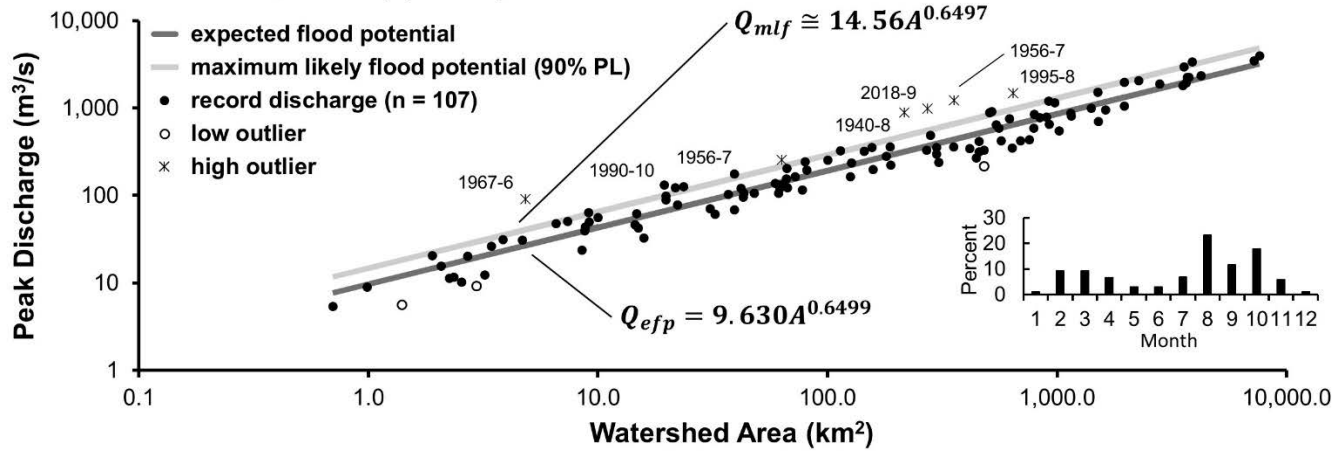 10,000
1,000
100
10
1
Peak Discharge (m³/s)
expected flood potential
maximum likely flood potential (90% PL)
record discharge (n = 107)
low outlier
high outlier
Q_mlf ≅ 14.56A^0.6497
1956-7
1995-8
2018-9
1940-8
1956-7
1990-10
1967-6
Q_efp = 9.630A^0.6499
30
20
10
0
Percent
1 2 3 4 5 6 7 8 9 10 11 12
Month
0.1 1.0 10.0 100.0 1,000.0 10,000.0
Watershed Area (km²)